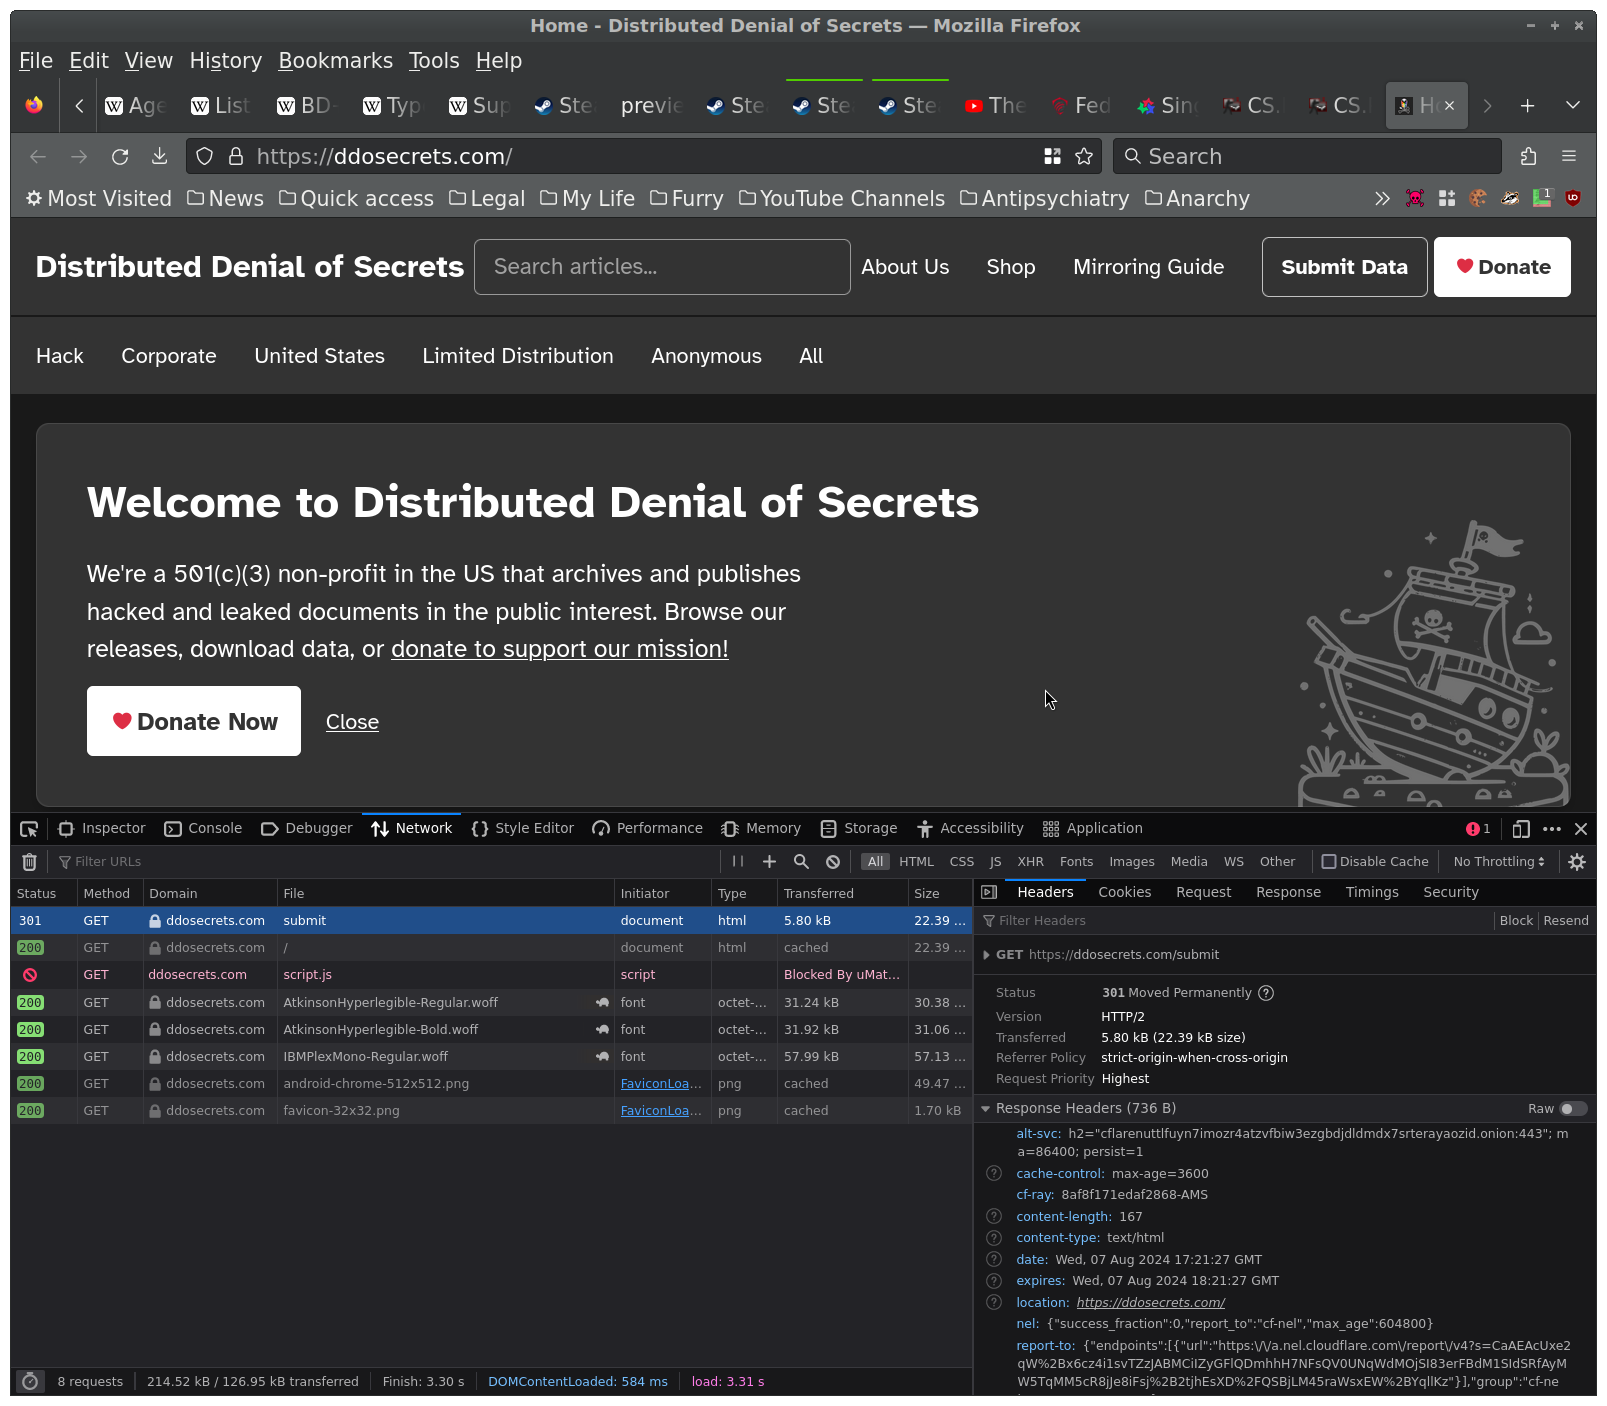 Home - Distributed Denial of Secrets — Mozilla Firefox
File Edit View History Bookmarks Tools Help
Age List BD- Typ Sup Ste previe Ste Ste Ste The Fed Sin CS. CS. H
https://ddosecrets.com/ Search
Most Visited News Quick access Legal My Life Furry YouTube Channels Antipsychiatry Anarchy 1
Distributed Denial of Secrets Search articles... About Us Shop Mirroring Guide Submit Data Donate
Hack Corporate United States Limited Distribution Anonymous All
Welcome to Distributed Denial of Secrets
We're a 501(c)(3) non-profit in the US that archives and publishes
hacked and leaked documents in the public interest. Browse our
releases, download data, or donate to support our mission!
Donate Now Close
Inspector Console Debugger Network Style Editor Performance Memory Storage Accessibility Application 1
Filter URLs All HTML CSS JS XHR Fonts Images Media WS Other Disable Cache No Throttling
Status Method Domain File Initiator Type Transferred Size
301 GET ddosecrets.com submit document html 5.80 kB 22.39 ...
200 GET ddosecrets.com / document html cached 22.39 ...
GET ddosecrets.com script.js script Blocked By uMat...
200 GET ddosecrets.com AtkinsonHyperlegible-Regular.woff font octet-... 31.24 kB 30.38 ...
200 GET ddosecrets.com AtkinsonHyperlegible-Bold.woff font octet-... 31.92 kB 31.06 ...
200 GET ddosecrets.com IBMPlexMono-Regular.woff font octet-... 57.99 kB 57.13 ...
200 GET ddosecrets.com android-chrome-512x512.png FaviconLoa... png cached 49.47 ...
200 GET ddosecrets.com favicon-32x32.png FaviconLoa... png cached 1.70 kB
8 requests 214.52 kB / 126.95 kB transferred Finish: 3.30 s DOMContentLoaded: 584 ms load: 3.31 s
Headers Cookies Request Response Timings Security
Filter Headers Block Resend
GET https://ddosecrets.com/submit
Status 301 Moved Permanently
Version HTTP/2
Transferred 5.80 kB (22.39 kB size)
Referrer Policy strict-origin-when-cross-origin
Request Priority Highest
Response Headers (736 B) Raw
alt-svc: h2="cflarenuttlfuyn7imozr4atzvfbiw3ezgbdjdldmdx7srterayaozid.onion:443"; m
a=86400; persist=1
cache-control: max-age=3600
cf-ray: 8af8f171edaf2868-AMS
content-length: 167
content-type: text/html
date: Wed, 07 Aug 2024 17:21:27 GMT
expires: Wed, 07 Aug 2024 18:21:27 GMT
location: https://ddosecrets.com/
nel: {"success_fraction":0,"report_to":"cf-nel","max_age":604800}
report-to: {"endpoints":[{"url":"https:\/\/a.nel.cloudflare.com\/report\/v4?s=CaAEAcUxe2
qW%2Bx6cz4i1svTZzJABMCiIZyGFlQDmhhH7NFsQV0UNqWdMOjSI83erFBdM1SIdSRfAyM
W5TqMM5cR8jJe8iFsj%2B2tjhEsXD%2FQSBjLM45raWsxEW%2BYqllKz"}],"group":"cf-ne